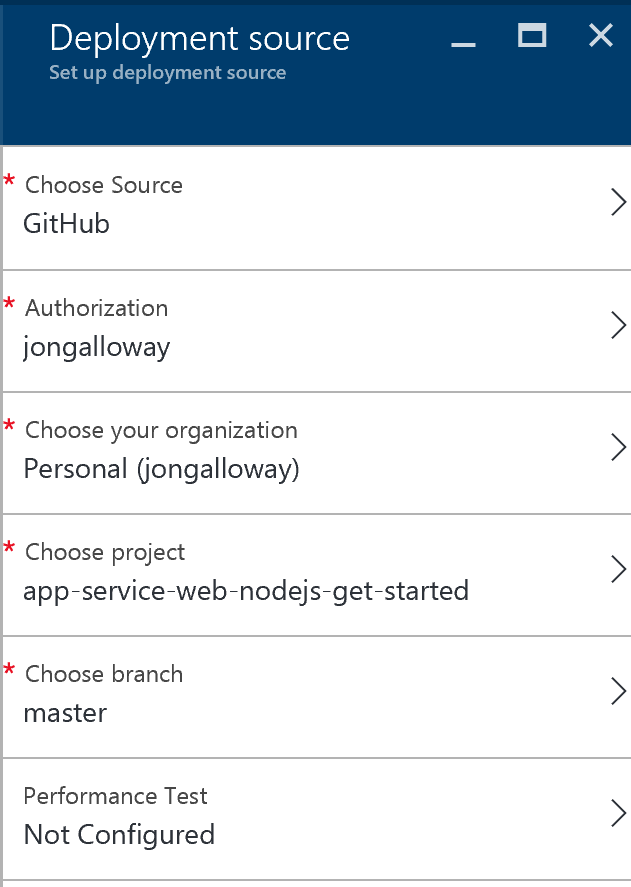 Deployment source
Set up deployment source
* Choose Source
GitHub
* Authorization
jongalloway
* Choose your organization
Personal (jongalloway)
* Choose project
app-service-web-nodejs-get-started
* Choose branch
master
Performance Test
Not Configured